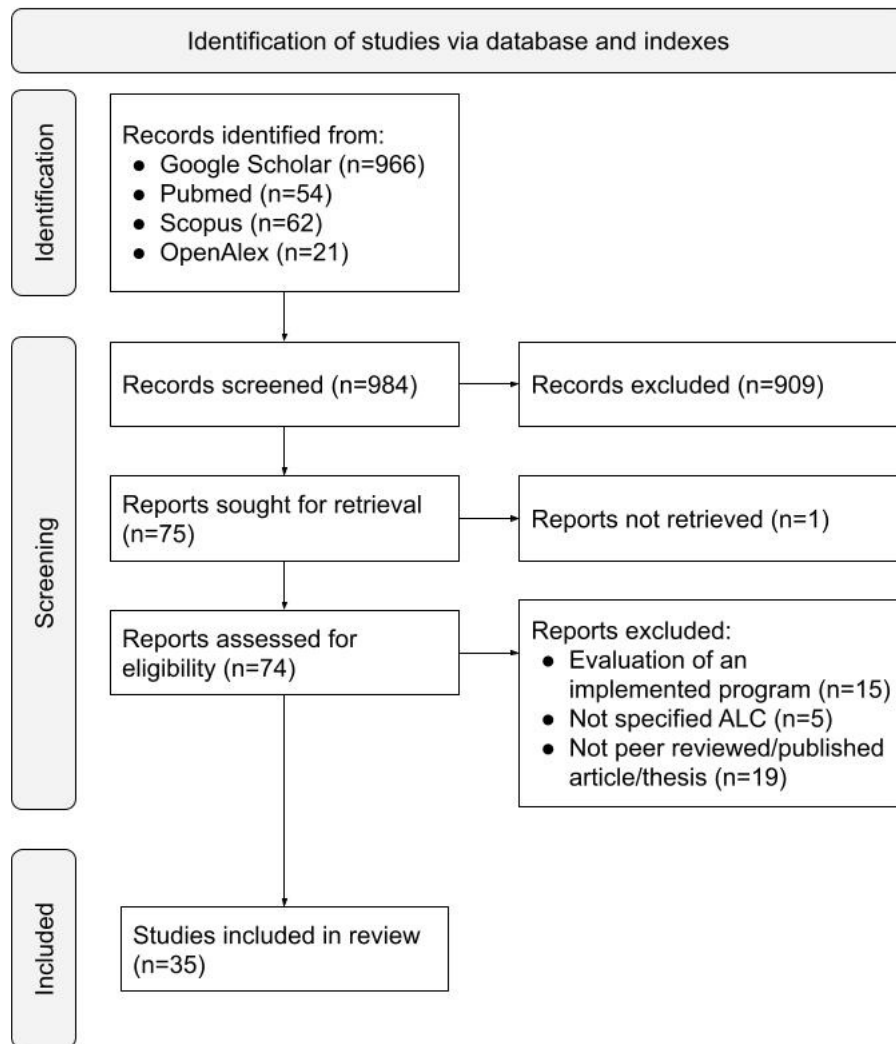 Identification of studies via database and indexes
Identification
Records identified from:
● Google Scholar (n=966)
● Pubmed (n=54)
● Scopus (n=62)
● OpenAlex (n=21)
Screening
Records screened (n=984)
Records excluded (n=909)
Reports sought for retrieval
(n=75)
Reports not retrieved (n=1)
Reports assessed for
eligibility (n=74)
Reports excluded:
● Evaluation of an
implemented program (n=15)
● Not specified ALC (n=5)
● Not peer reviewed/published
article/thesis (n=19)
Included
Studies included in review
(n=35)